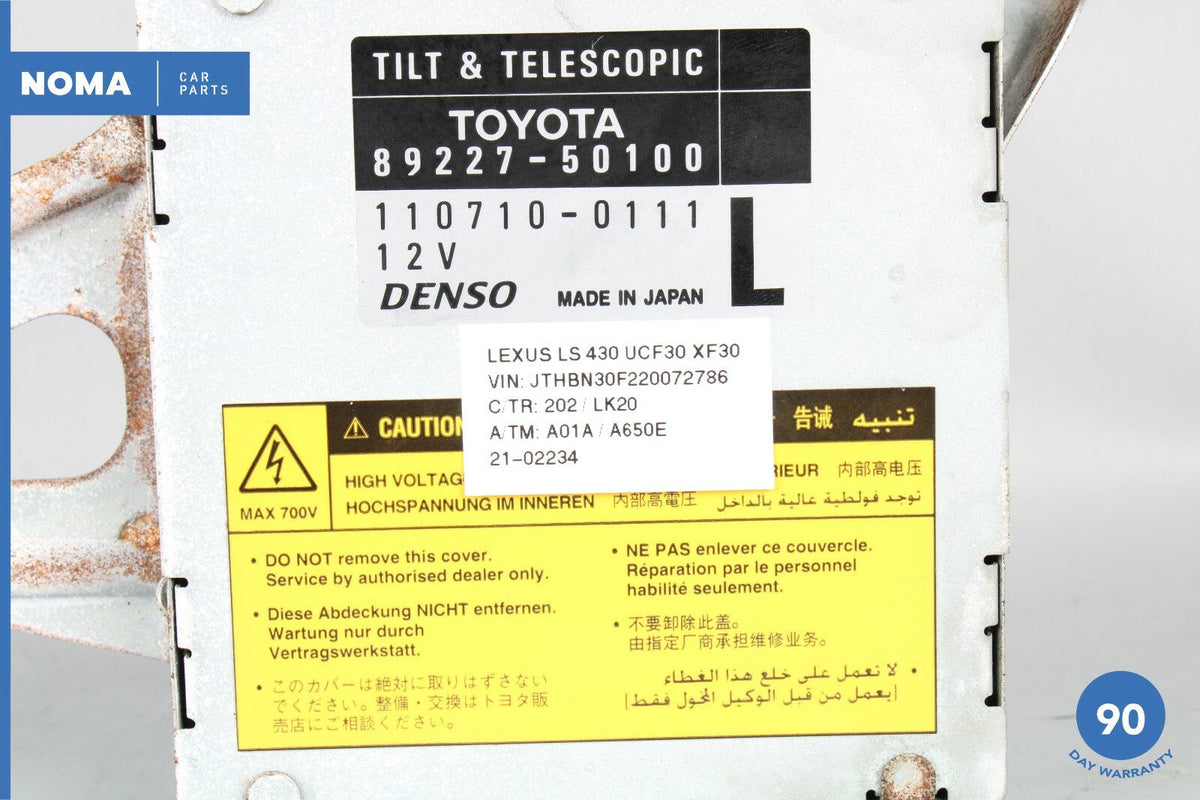 NOMA
CAR
PARTS
TILT & TELESCOPIC
TOYOTA
89227-50100
110710-0111
12V
DENSO MADE IN JAPAN
L
LEXUS LS 430 UCF30 XF30
VIN: JTHBN30F220072786
C/TR: 202 / LK20
A/TM: A01A / A650E
21-02234
MAX 700V
CAUTION 告诫 تنبيه
HIGH VOLTAG RIEUR 内部高电压
HOCHSPANNUNG IM INNEREN 内部高電圧 توجد فولطية عالية بالداخل
• DO NOT remove this cover.
Service by authorised dealer only.
• Diese Abdeckung NICHT entfernen.
Wartung nur durch
Vertragswerkstatt.
• このカバーは絶対に取りはずさない
でください。整備・交換はトヨタ販
売店にご相談ください。
• NE PAS enlever ce couvercle.
Réparation par le personnel
habilité seulement.
• 不要卸除此盖。
由指定厂商承担维修业务。
• لا تعمل على خلع هذا الغطاء
[يعمل من قبل الوكيل المخول فقط]
90
DAY WARRANTY